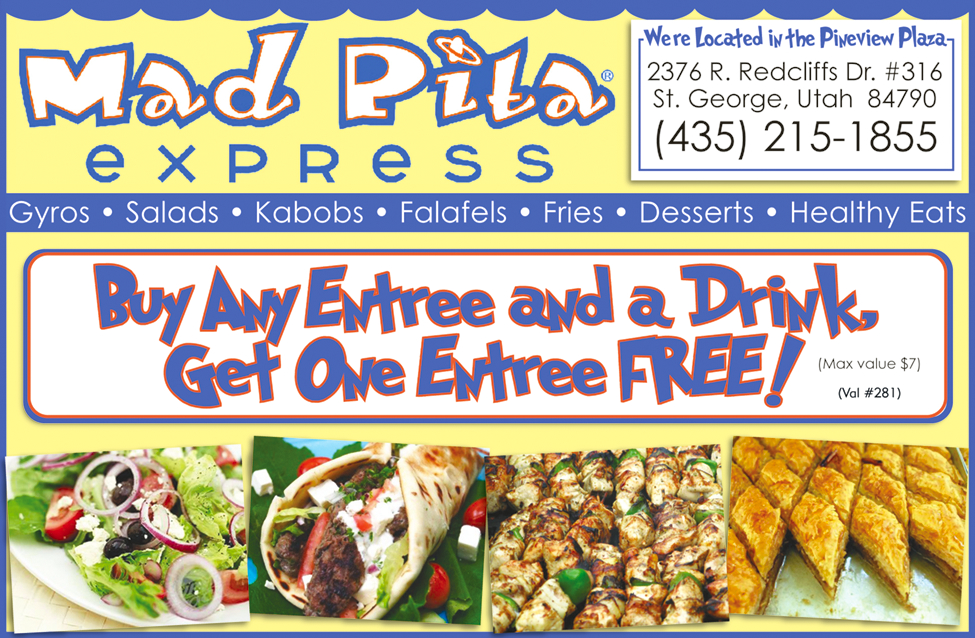 Mad Pita®
express
We're Located in the Pineview Plaza
2376 R. Redcliffs Dr. #316
St. George, Utah 84790
(435) 215-1855
Gyros • Salads • Kabobs • Falafels • Fries • Desserts • Healthy Eats
Buy Any Entree and a Drink,
Get One Entree FREE!
(Max value $7)
(Val #281)